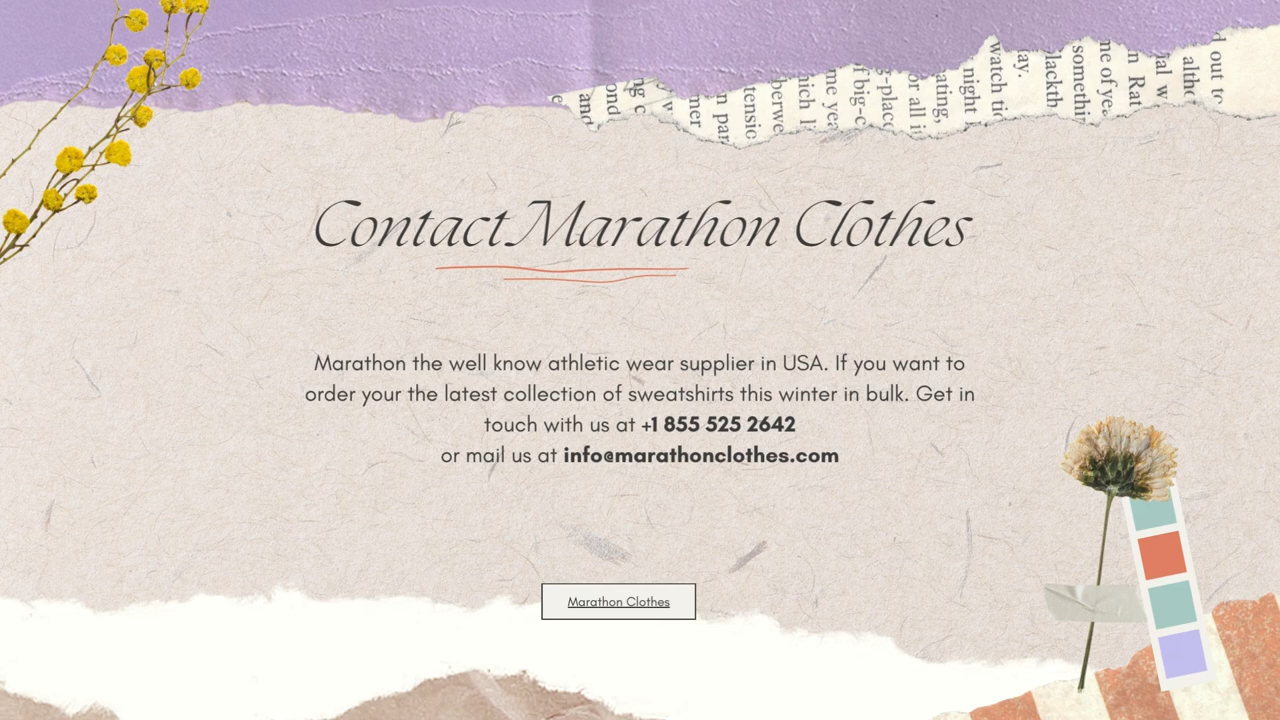 Contact Marathon Clothes
Marathon the well know athletic wear supplier in USA. If you want to
order your the latest collection of sweatshirts this winter in bulk. Get in
touch with us at +1 855 525 2642
or mail us at info@marathonclothes.com
Marathon Clothes